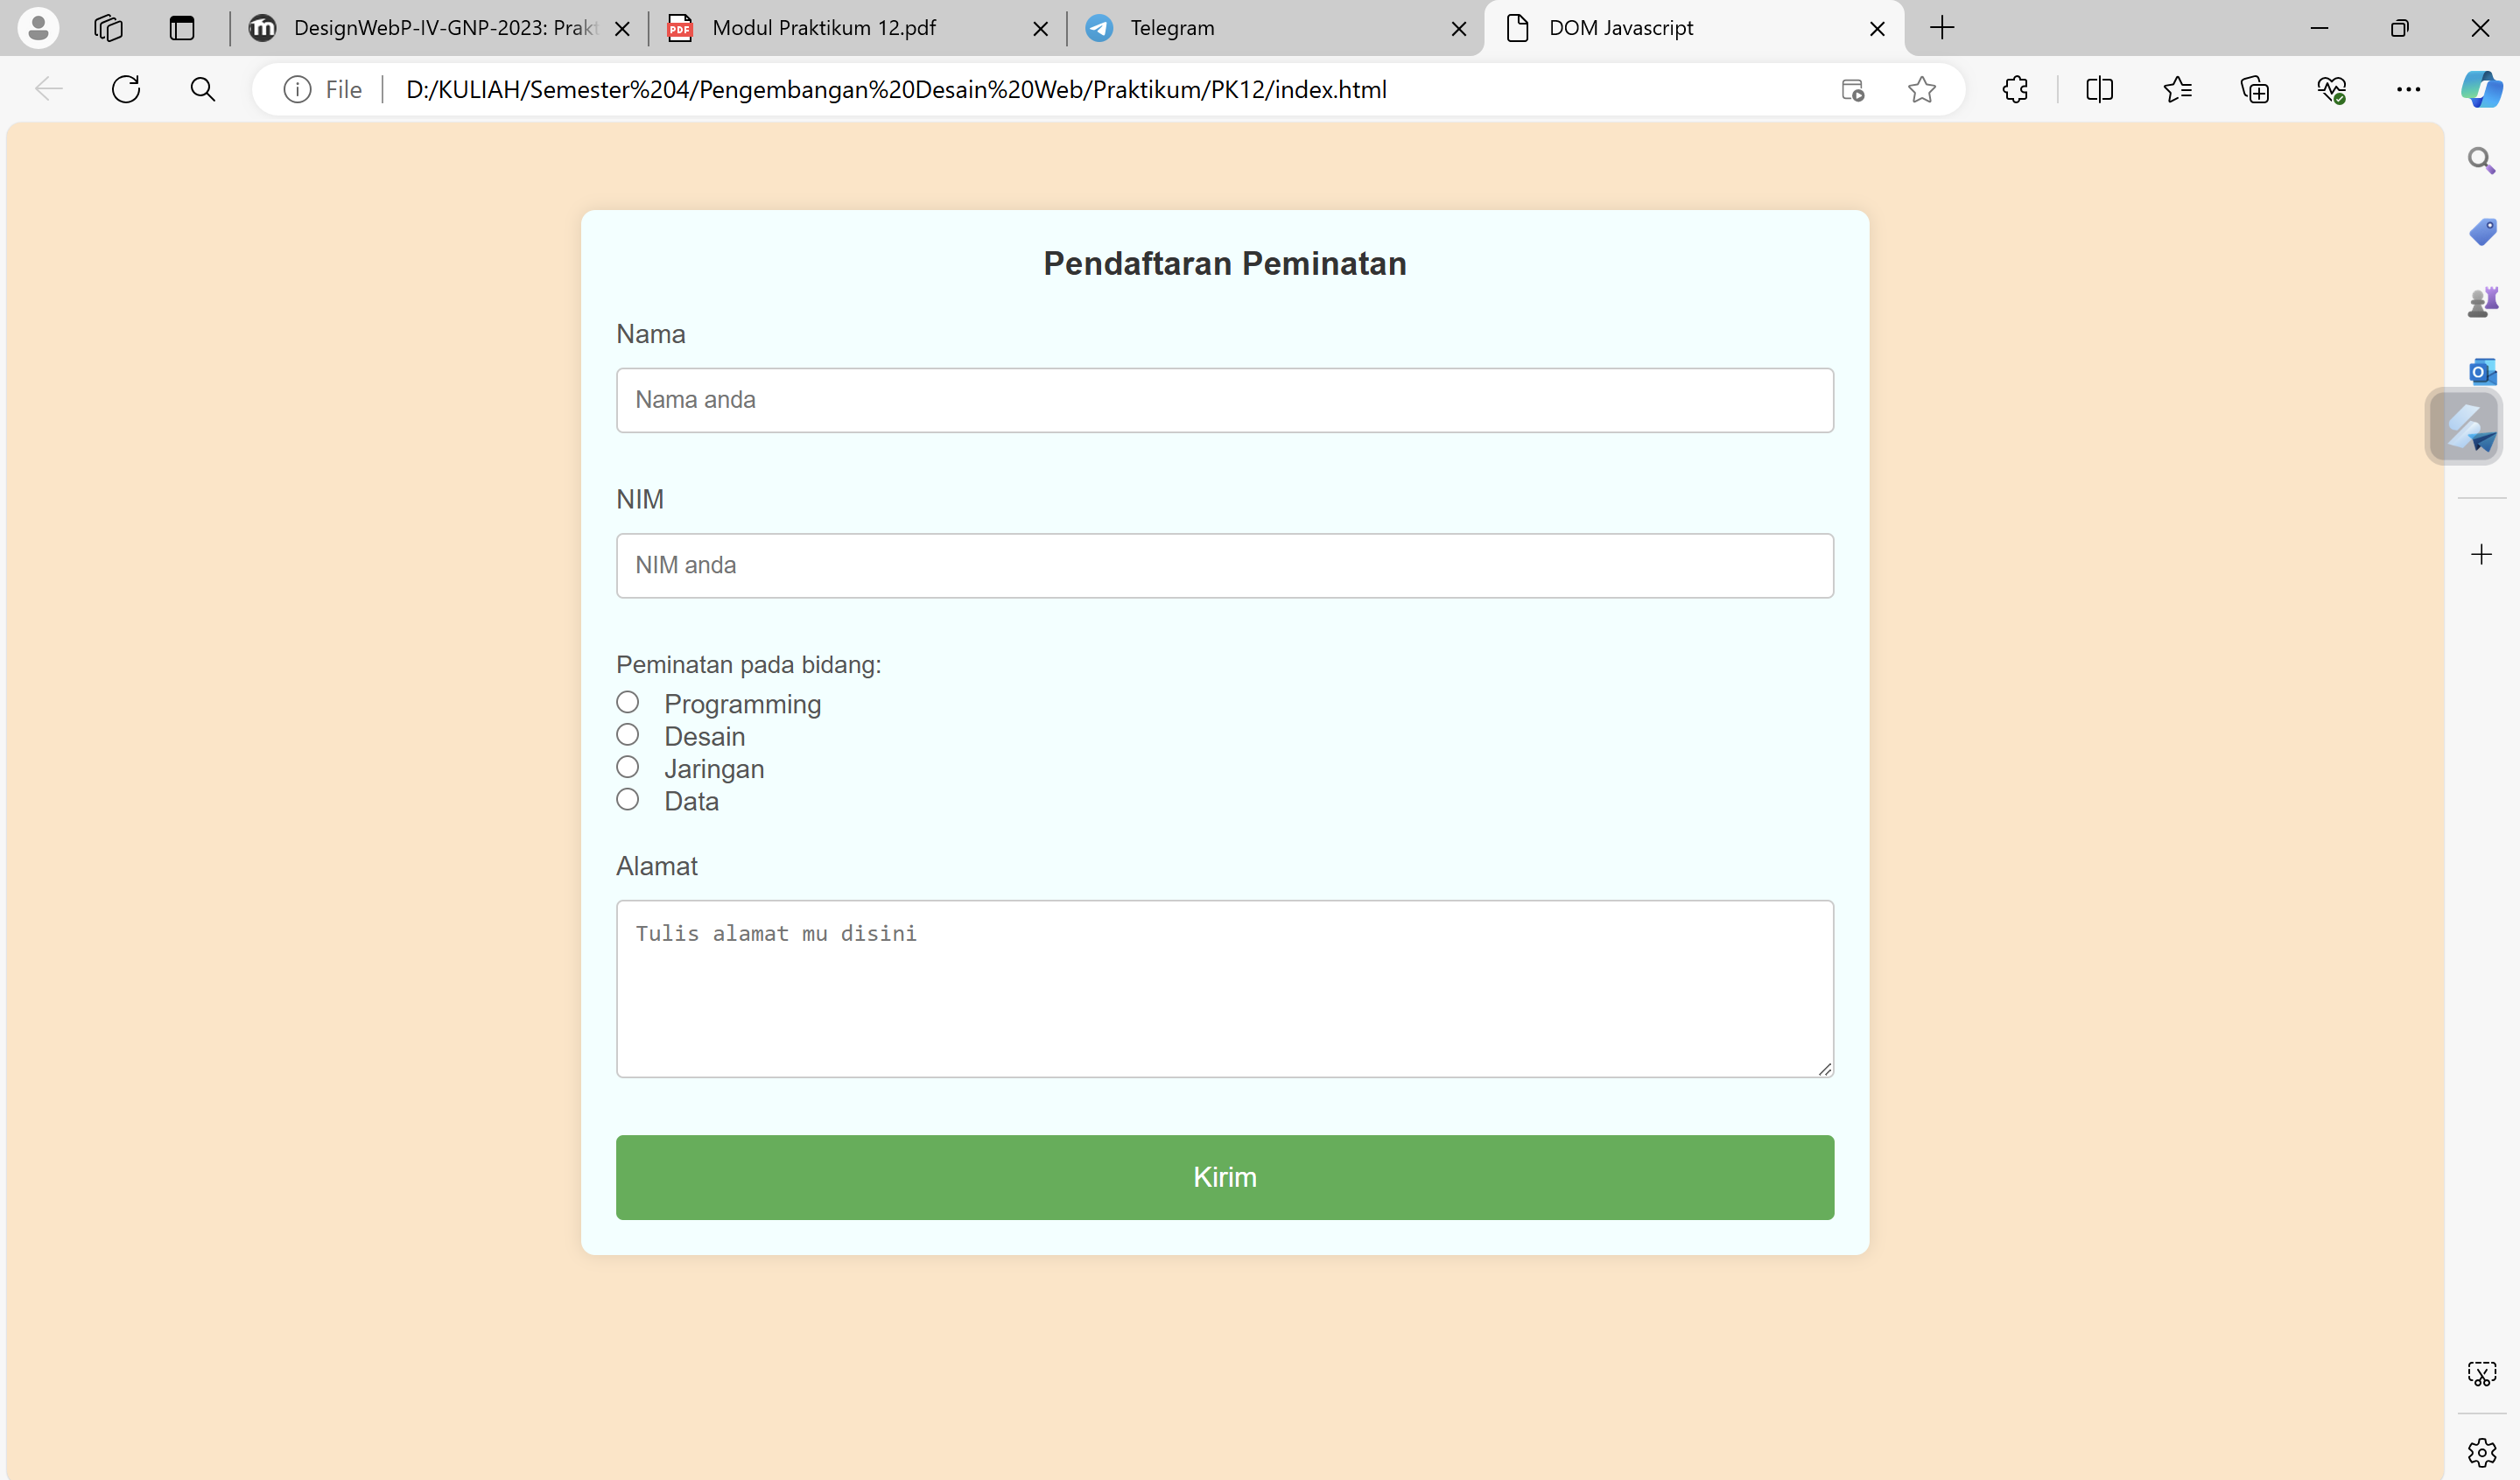 DesignWebP-IV-GNP-2023: Prakt
Modul Praktikum 12.pdf
Telegram
DOM Javascript
File
D:/KULIAH/Semester%204/Pengembangan%20Desain%20Web/Praktikum/PK12/index.html
Pendaftaran Peminatan
Nama
Nama anda
NIM
NIM anda
Peminatan pada bidang:
Programming
Desain
Jaringan
Data
Alamat
Tulis alamat mu disini
Kirim